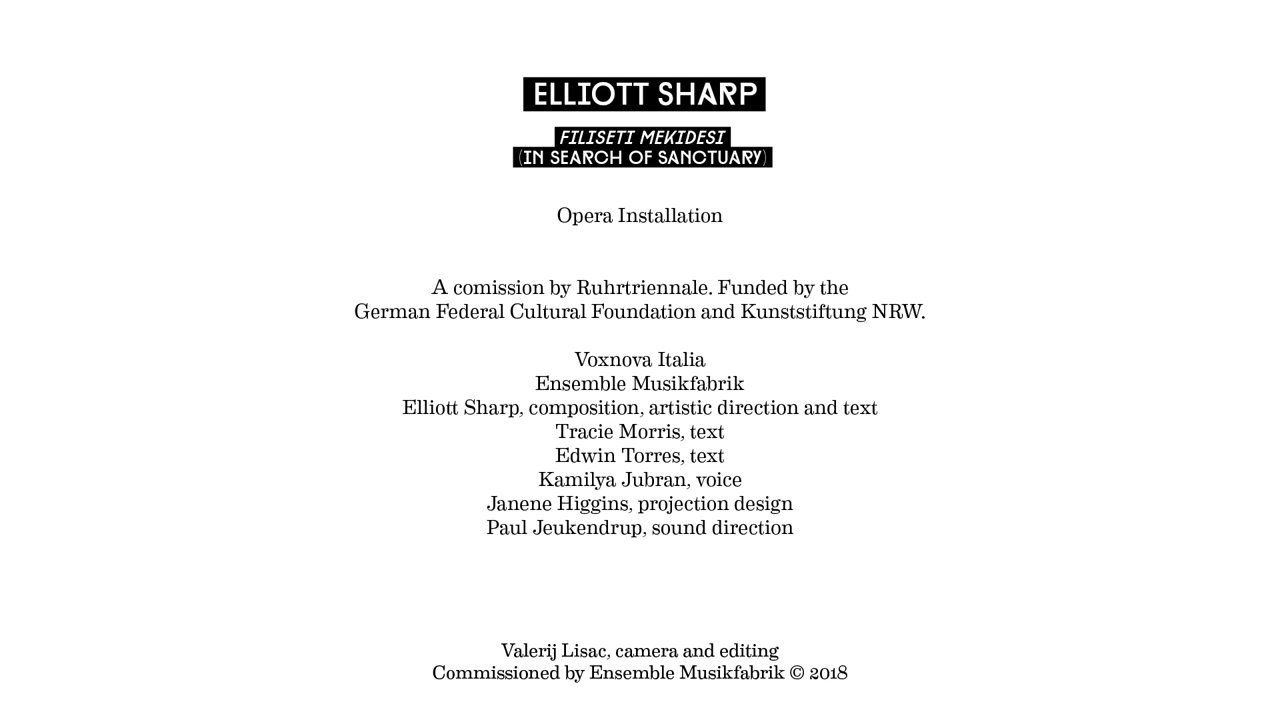 ELLIOTT SHARP
FILISETI MEKIDESI
(IN SEARCH OF SANCTUARY)
Opera Installation
A comission by Ruhrtriennale. Funded by the
German Federal Cultural Foundation and Kunststiftung NRW.
Voxnova Italia
Ensemble Musikfabrik
Elliott Sharp, composition, artistic direction and text
Tracie Morris, text
Edwin Torres, text
Kamilya Jubran, voice
Janene Higgins, projection design
Paul Jeukendrup, sound direction
Valerij Lisac, camera and editing
Commissioned by Ensemble Musikfabrik © 2018